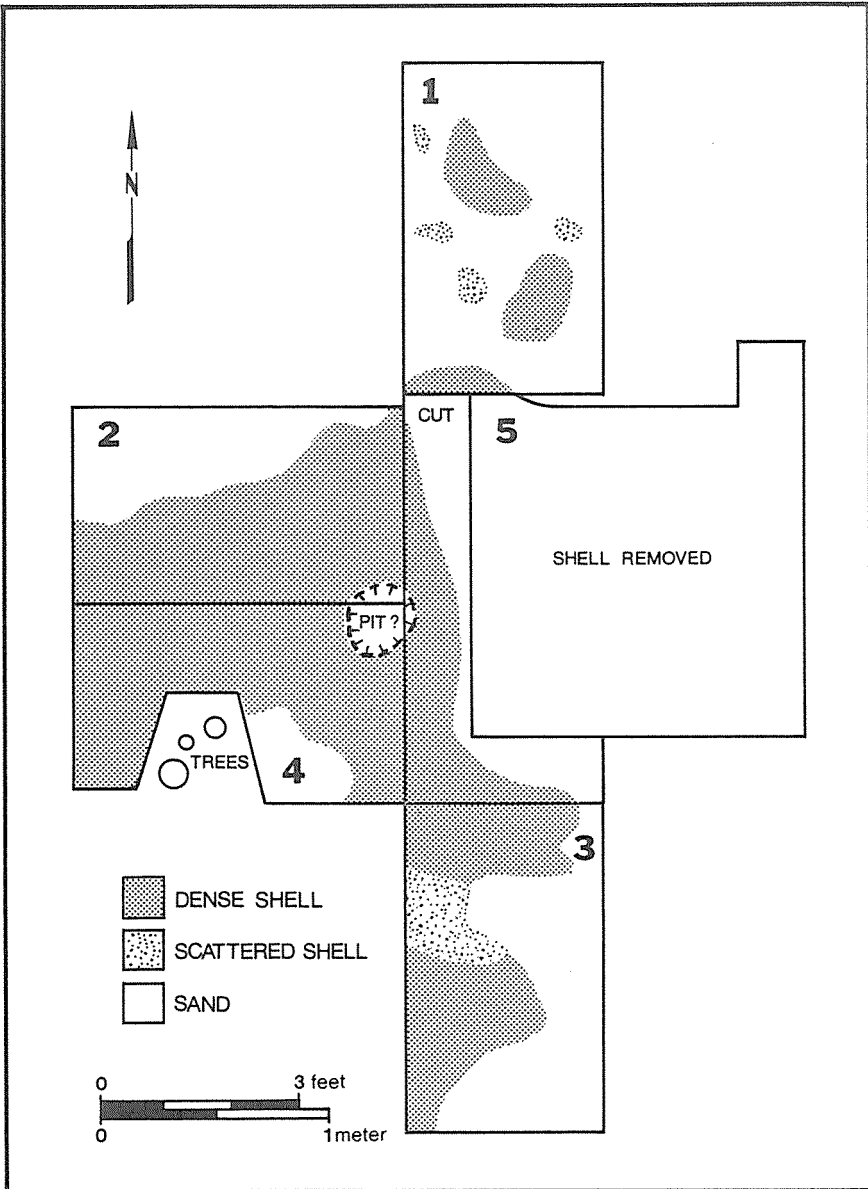 1
N
2
CUT
5
SHELL REMOVED
PIT ?
TREES
4
3
DENSE SHELL
SCATTERED SHELL
SAND
0 3 feet
0 1 meter